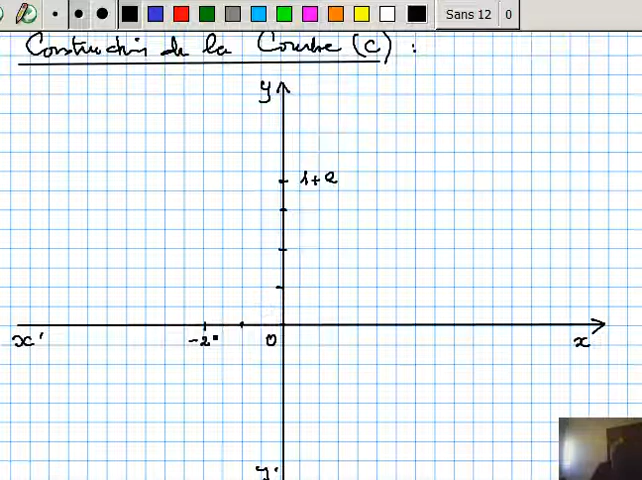 Sans 12 0
Construction de la Courbe (C) :
y
1+e
x' -2 0 x
y'